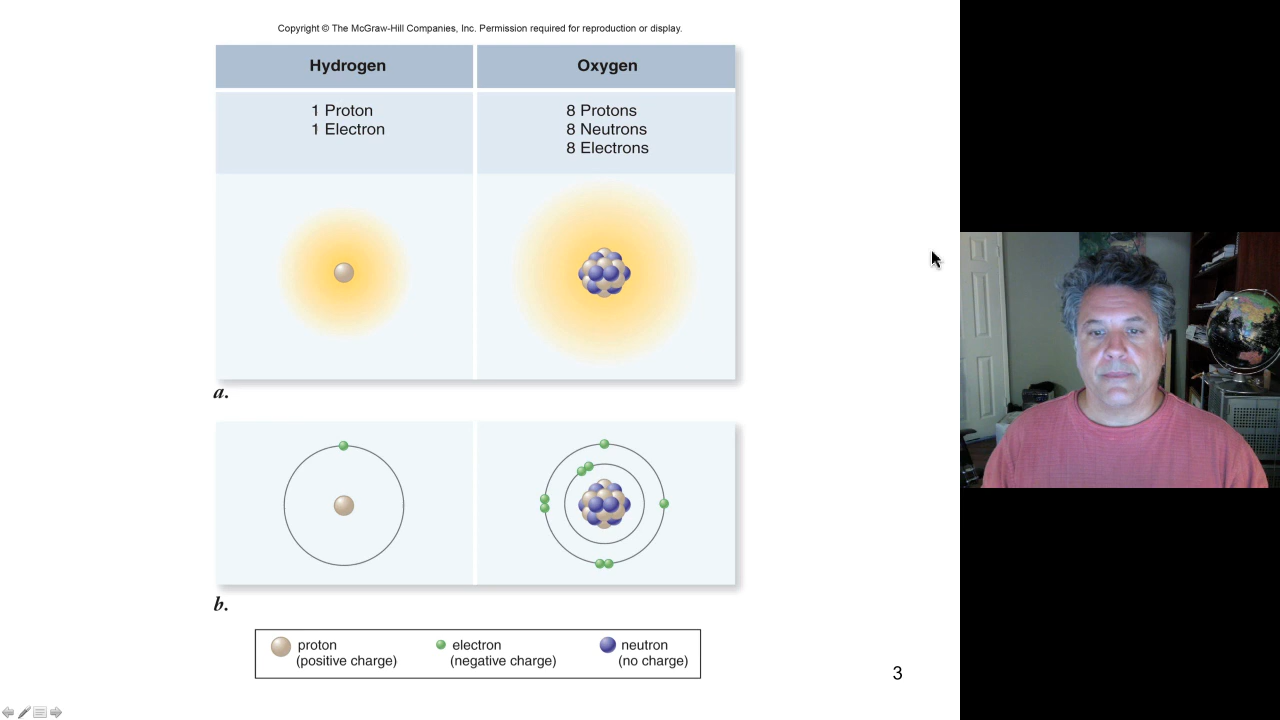 Copyright © The McGraw-Hill Companies, Inc. Permission required for reproduction or display.
Hydrogen
Oxygen
1 Proton
1 Electron
8 Protons
8 Neutrons
8 Electrons
a.
b.
proton
(positive charge)
electron
(negative charge)
neutron
(no charge)
3